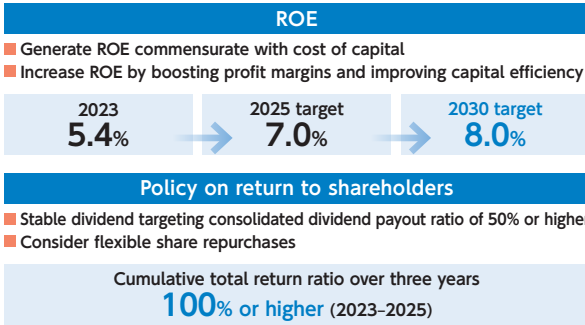 ROE
Generate ROE commensurate with cost of capital
Increase ROE by boosting profit margins and improving capital efficiency
2023
5.4%
2025 target
7.0%
2030 target
8.0%
Policy on return to shareholders
Stable dividend targeting consolidated dividend payout ratio of 50% or higher
Consider flexible share repurchases
Cumulative total return ratio over three years
100% or higher (2023–2025)